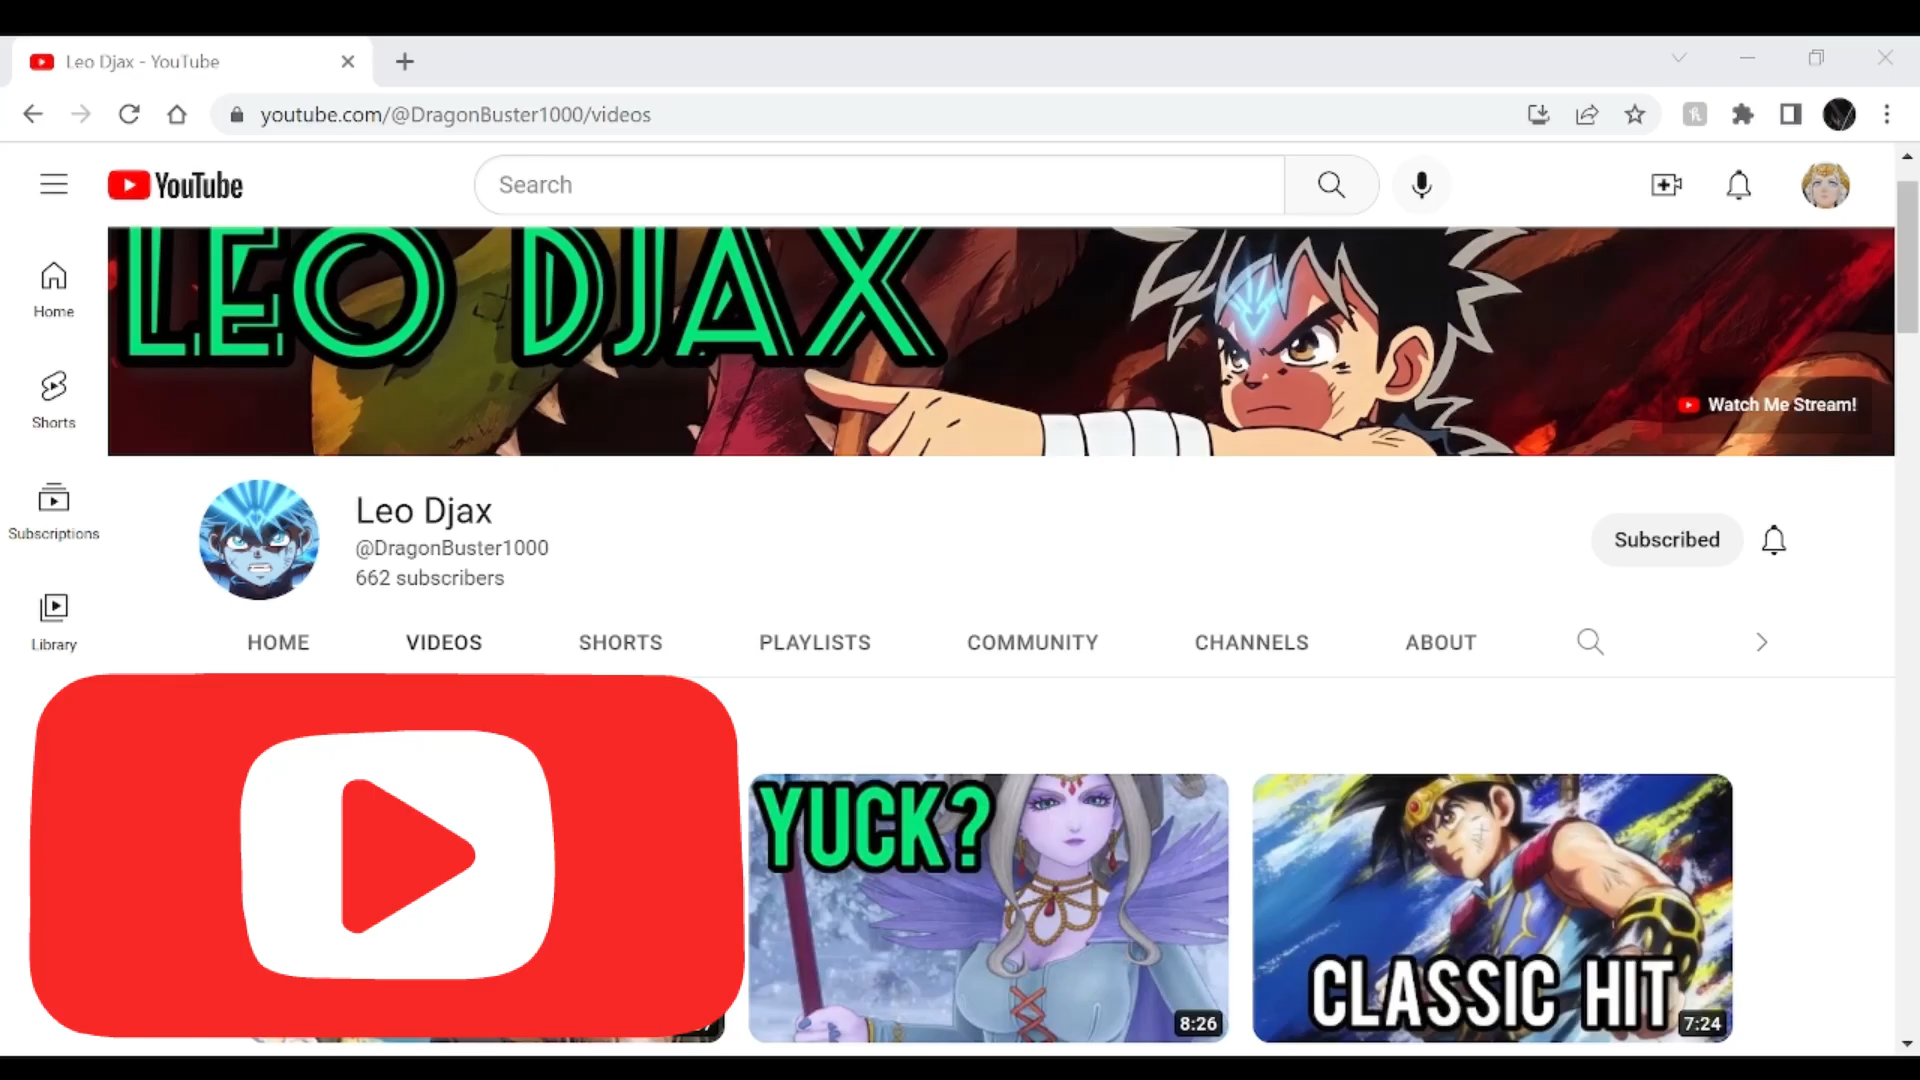 Leo Djax - YouTube
youtube.com/@DragonBuster1000/videos
YouTube
Search
LEO DJAX
Watch Me Stream!
Home
Shorts
Subscriptions
Library
Leo Djax
@DragonBuster1000
662 subscribers
Subscribed
HOME VIDEOS SHORTS PLAYLISTS COMMUNITY CHANNELS ABOUT
YUCK?
8:26
CLASSIC HIT
7:24